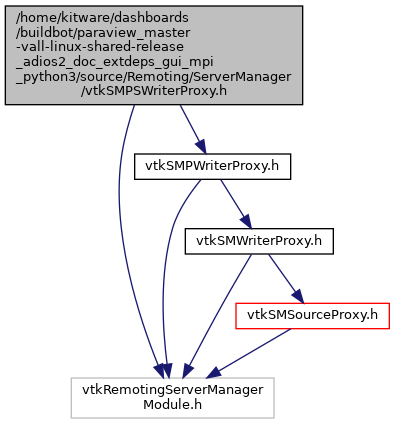 /home/kitware/dashboards
/buildbot/paraview_master
-vall-linux-shared-release
_adios2_doc_extdeps_gui_mpi
_python3/source/Remoting/ServerManager
/vtkSMPSWriterProxy.h
vtkSMPWriterProxy.h
vtkSMWriterProxy.h
vtkSMSourceProxy.h
vtkRemotingServerManager
Module.h